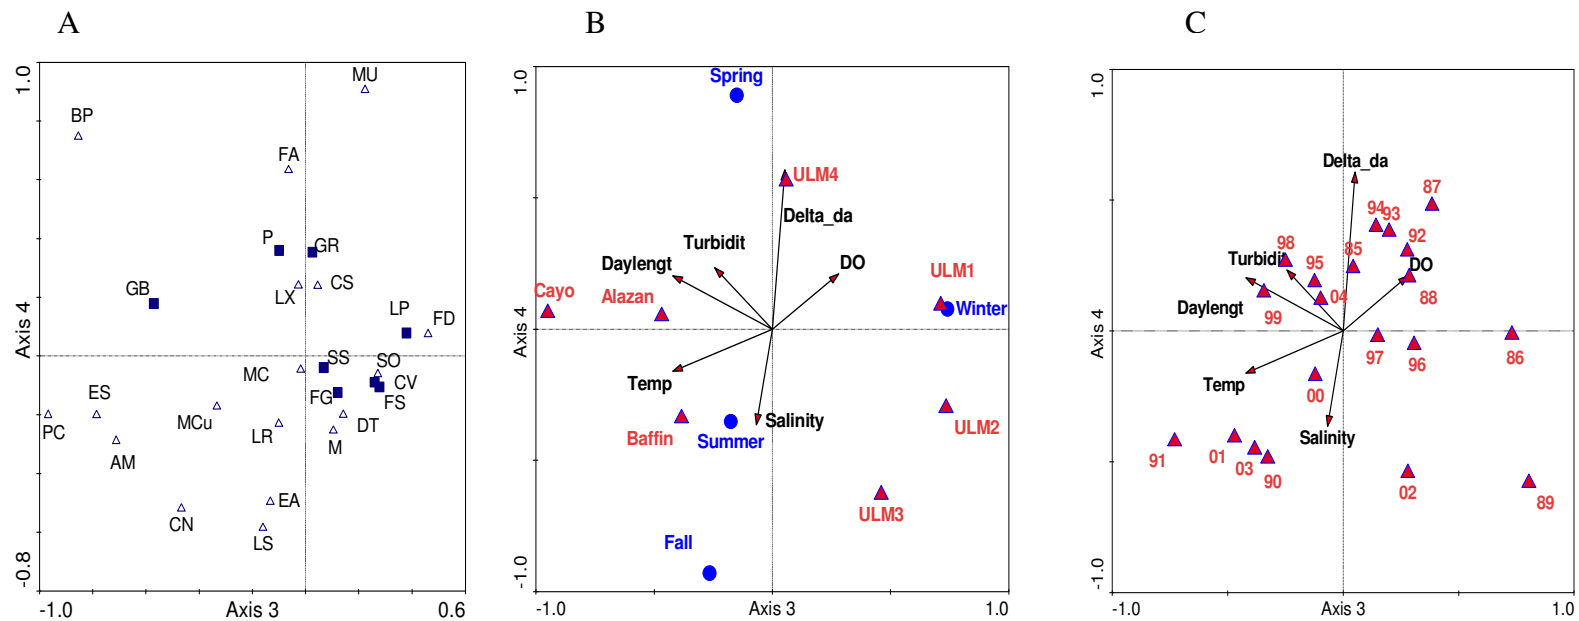 A
B
C
1.0
Axis 4
-0.8
-1.0
Axis 3
0.6
MU
BP
FA
P
GR
GB
LX
CS
LP
FD
MC
SS
SO
CV
ES
FG
FS
PC
MCu
LR
DT
M
AM
EA
CN
LS
1.0
Axis 4
-1.0
-1.0
Axis 3
1.0
Spring
ULM4
Delta_da
Turbidit
Daylengt
DO
ULM1
Cayo
Alazan
Winter
Temp
Salinity
Baffin
Summer
ULM2
ULM3
Fall
1.0
Axis 4
-1.0
-1.0
Axis 3
1.0
Delta_da
87
94
93
98
85
92
Turbidit
95
DO
04
88
Daylengt
99
97
96
86
Temp
00
Salinity
91
01
03
90
02
89